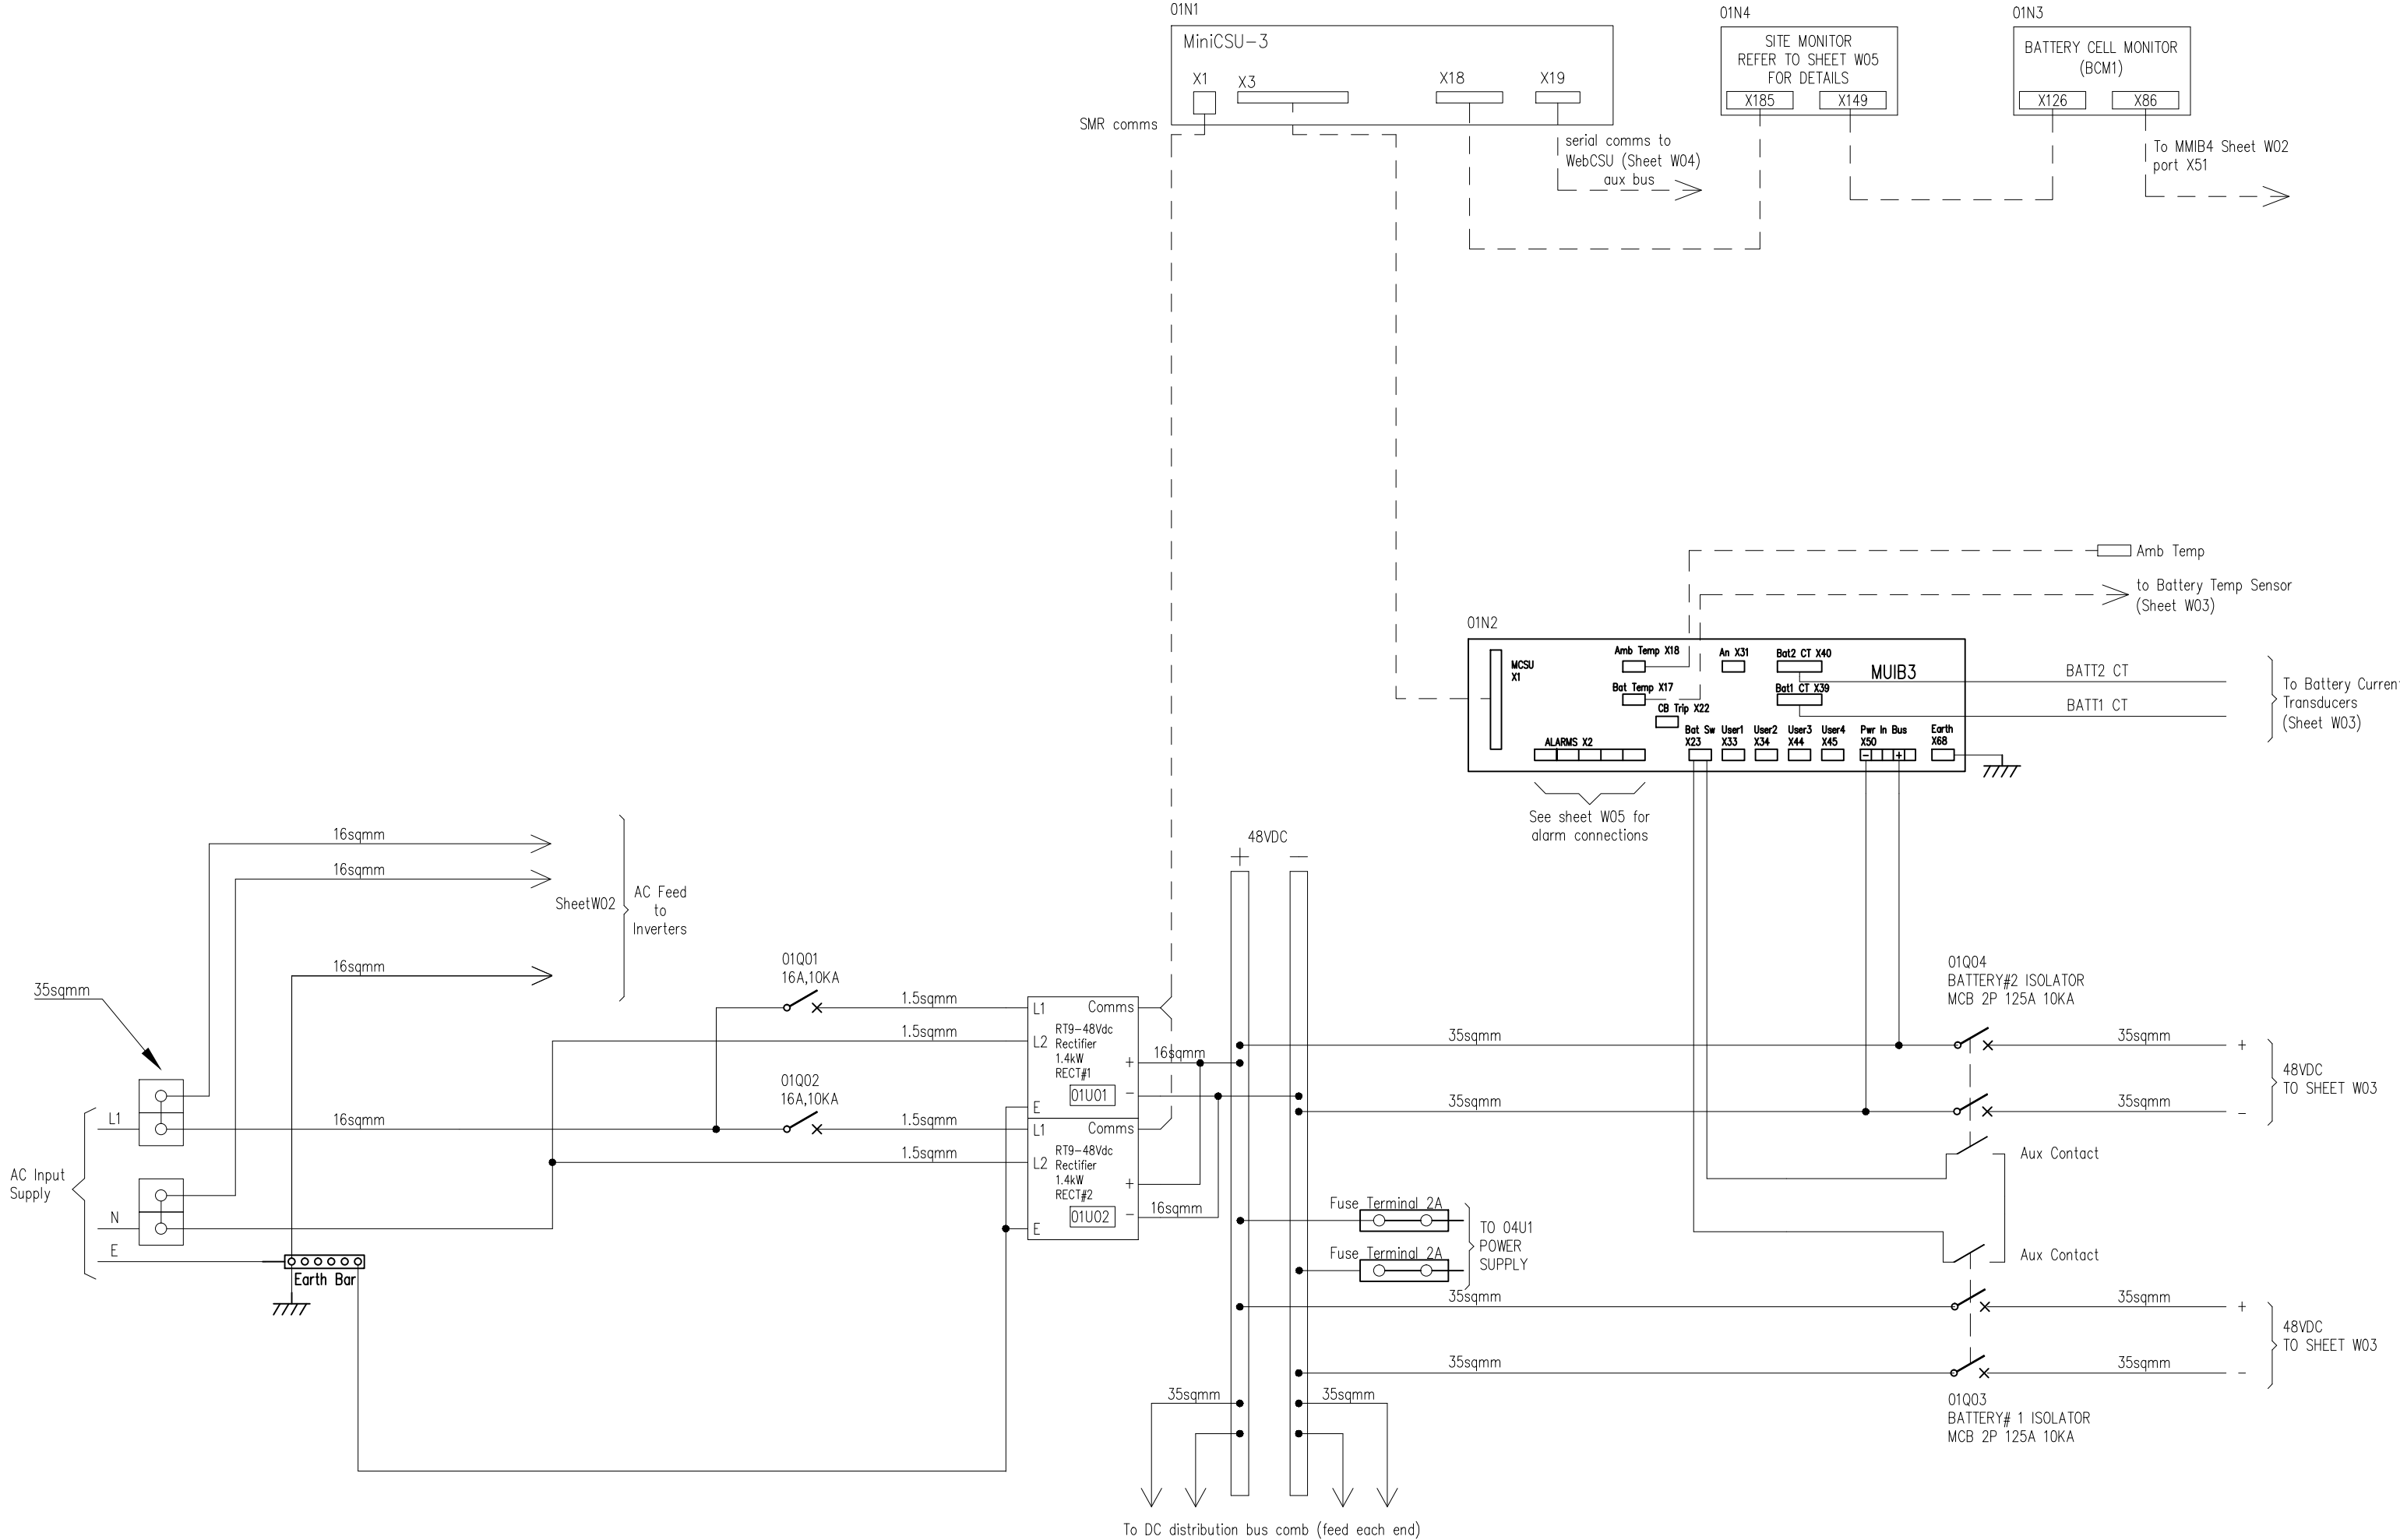 01N1
MiniCSU-3
X1
X3
X18
X19
SMR comms
serial comms to
WebCSU (Sheet W04)
aux bus
01N4
SITE MONITOR
REFER TO SHEET W05
FOR DETAILS
X185
X149
01N3
BATTERY CELL MONITOR
(BCM1)
X126
X86
To MMIB4 Sheet W02
port X51
Amb Temp
to Battery Temp Sensor
(Sheet W03)
01N2
MCSU
X1
Amb Temp X18
Bat Temp X17
CB Trip X22
An X31
Bat2 CT X40
Bat1 CT X39
MUIB3
ALARMS X2
Bat Sw
X23
User1
X33
User2
X34
User3
X44
User4
X45
Pwr In Bus
X50
- +
Earth
X68
BATT2 CT
BATT1 CT
To Battery Curren
Transducers
(Sheet W03)
See sheet W05 for
alarm connections
48VDC
+ -
16sqmm
16sqmm
16sqmm
SheetW02
AC Feed
to
Inverters
35sqmm
AC Input
Supply
L1
N
E
Earth Bar
16sqmm
01Q01
16A,10KA
01Q02
16A,10KA
1.5sqmm
1.5sqmm
1.5sqmm
1.5sqmm
L1
Comms
L2
RT9-48Vdc
Rectifier
1.4kW
RECT#1
01U01
+
-
E
L1
Comms
L2
RT9-48Vdc
Rectifier
1.4kW
RECT#2
01U02
+
-
E
16sqmm
16sqmm
35sqmm
35sqmm
01Q04
BATTERY#2 ISOLATOR
MCB 2P 125A 10KA
35sqmm
+
35sqmm
-
48VDC
TO SHEET W03
Aux Contact
Aux Contact
Fuse Terminal 2A
Fuse Terminal 2A
TO 04U1
POWER
SUPPLY
35sqmm
35sqmm
35sqmm
+
35sqmm
-
48VDC
TO SHEET W03
01Q03
BATTERY# 1 ISOLATOR
MCB 2P 125A 10KA
35sqmm
35sqmm
To DC distribution bus comb (feed each end)